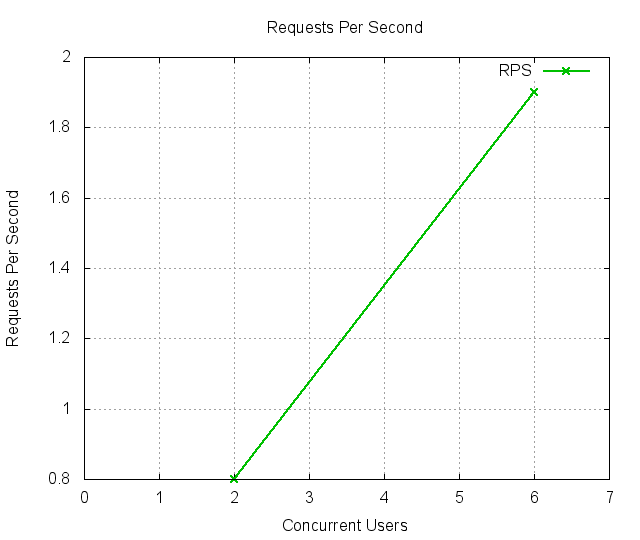 Requests Per Second
RPS
2
1.8
1.6
1.4
1.2
1
0.8
Requests Per Second
0 1 2 3 4 5 6 7
Concurrent Users